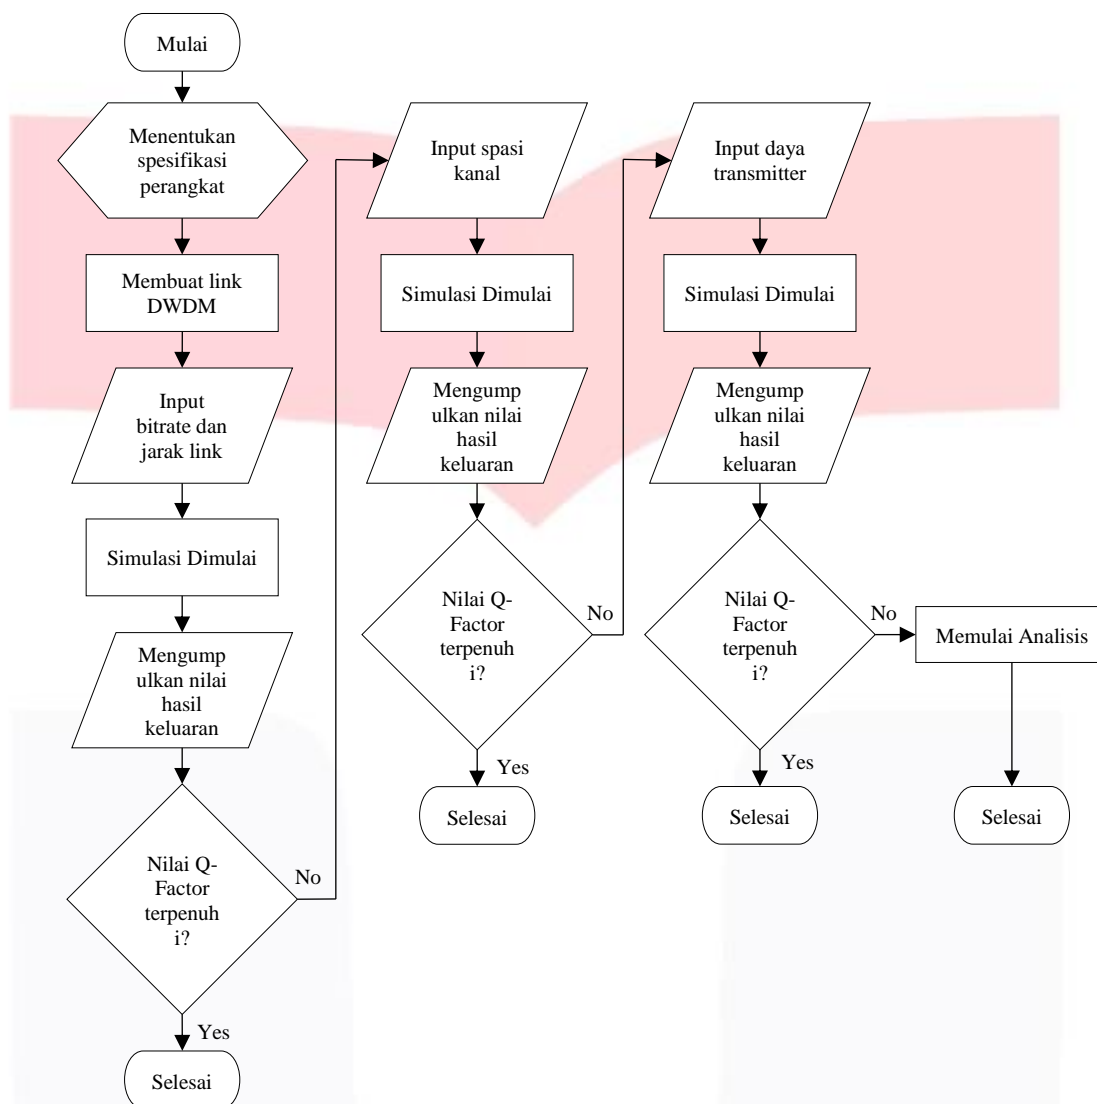 Mulai
Menentukan
spesifikasi
perangkat
Membuat link
DWDM
Input
bitrate dan
jarak link
Simulasi Dimulai
Mengump
ulkan nilai
hasil
keluaran
Nilai Q-
Factor
terpenuh
i?
No
Yes
Selesai
Input spasi
kanal
Simulasi Dimulai
Mengump
ulkan nilai
hasil
keluaran
Nilai Q-
Factor
terpenuh
i?
No
Yes
Selesai
Input daya
transmitter
Simulasi Dimulai
Mengump
ulkan nilai
hasil
keluaran
Nilai Q-
Factor
terpenuh
i?
No
Yes
Selesai
Memulai Analisis
Selesai